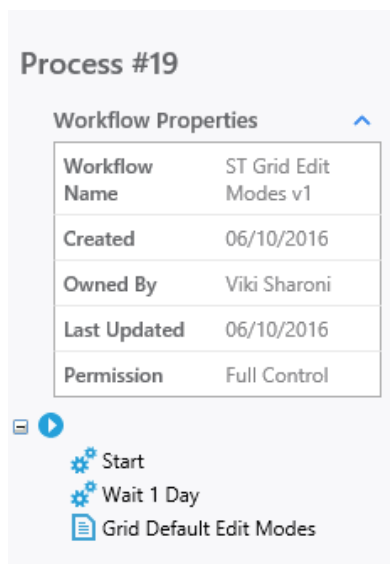 Process #19
Workflow Properties
Workflow ST Grid Edit
Name Modes v1
Created 06/10/2016
Owned By Viki Sharoni
Last Updated 06/10/2016
Permission Full Control
Start
Wait 1 Day
Grid Default Edit Modes